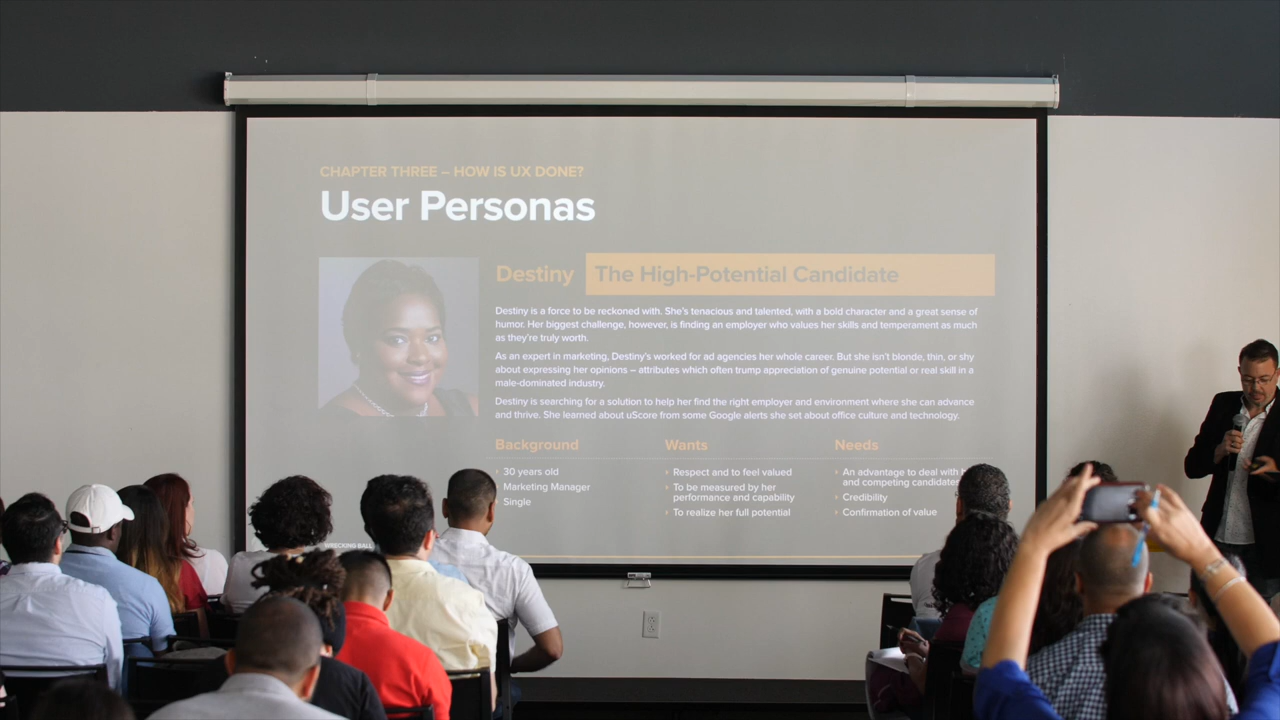 CHAPTER THREE – HOW IS UX DONE?
User Personas
Destiny The High-Potential Candidate
Destiny is a force to be reckoned with. She's tenacious and talented, with a bold character and a great sense of
humor. Her biggest challenge, however, is finding an employer who values her skills and temperament as much
as they're truly worth.
As an expert in marketing, Destiny's worked for ad agencies her whole career. But she isn't blonde, thin, or shy
about expressing her opinions – attributes which often trump appreciation of genuine potential or real skill in a
male-dominated industry.
Destiny is searching for a solution to help her find the right employer and environment where she can advance
and thrive. She learned about uScore from some Google alerts she set about office culture and technology.
Background
30 years old
Marketing Manager
Single
Wants
Respect and to feel valued
To be measured by her
performance and capability
To realize her full potential
Needs
An advantage to deal with
and competing candidates
Credibility
Confirmation of value
WRECKING BALL